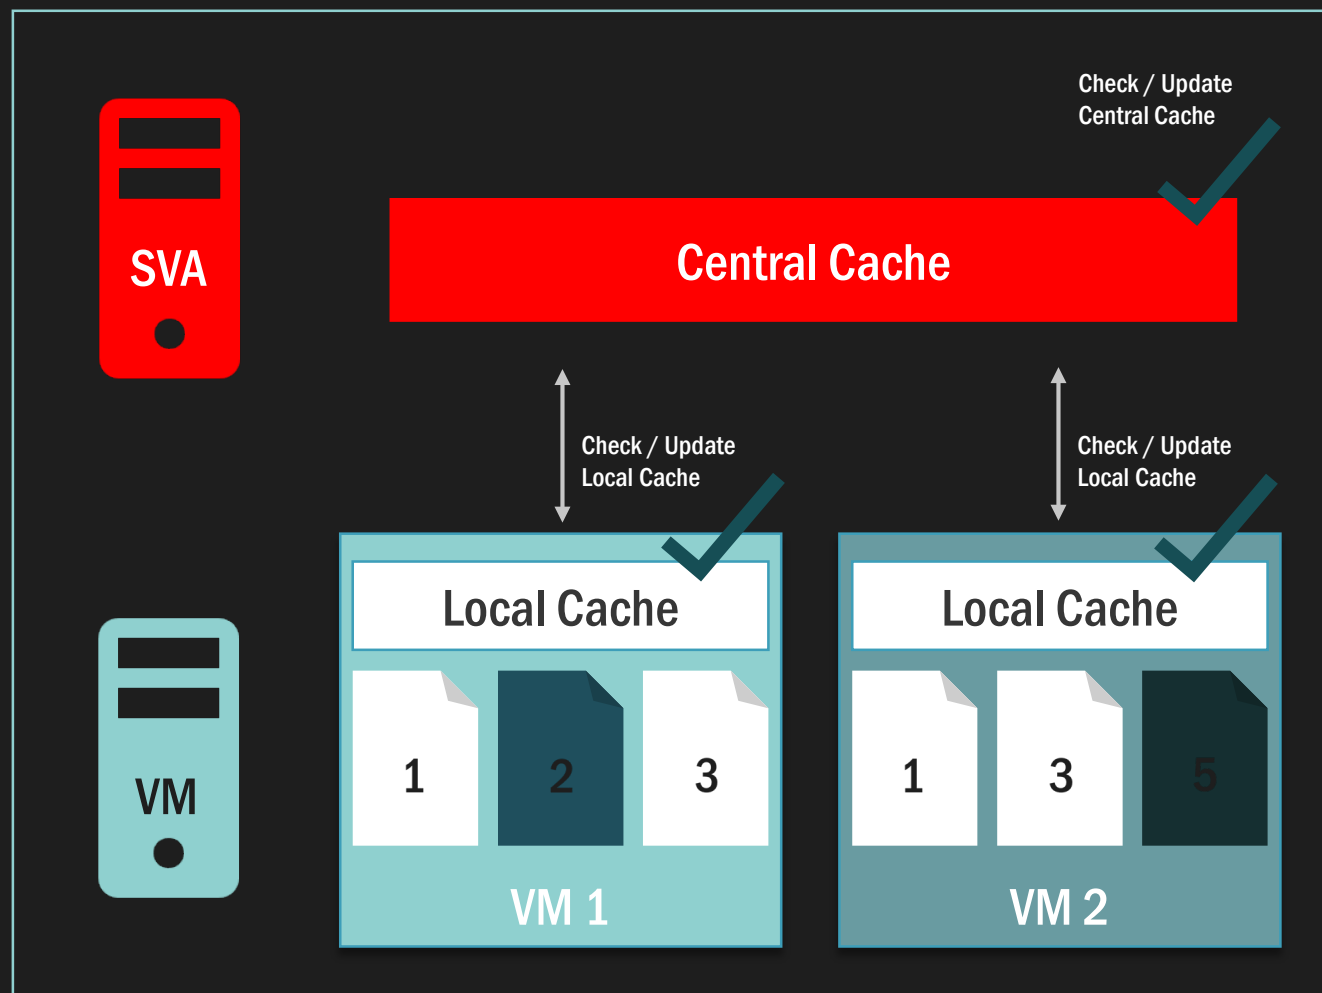 Check / Update
Central Cache
SVA
Central Cache
Check / Update
Local Cache
Check / Update
Local Cache
Local Cache
Local Cache
VM
1
2
3
1
3
5
VM 1
VM 2